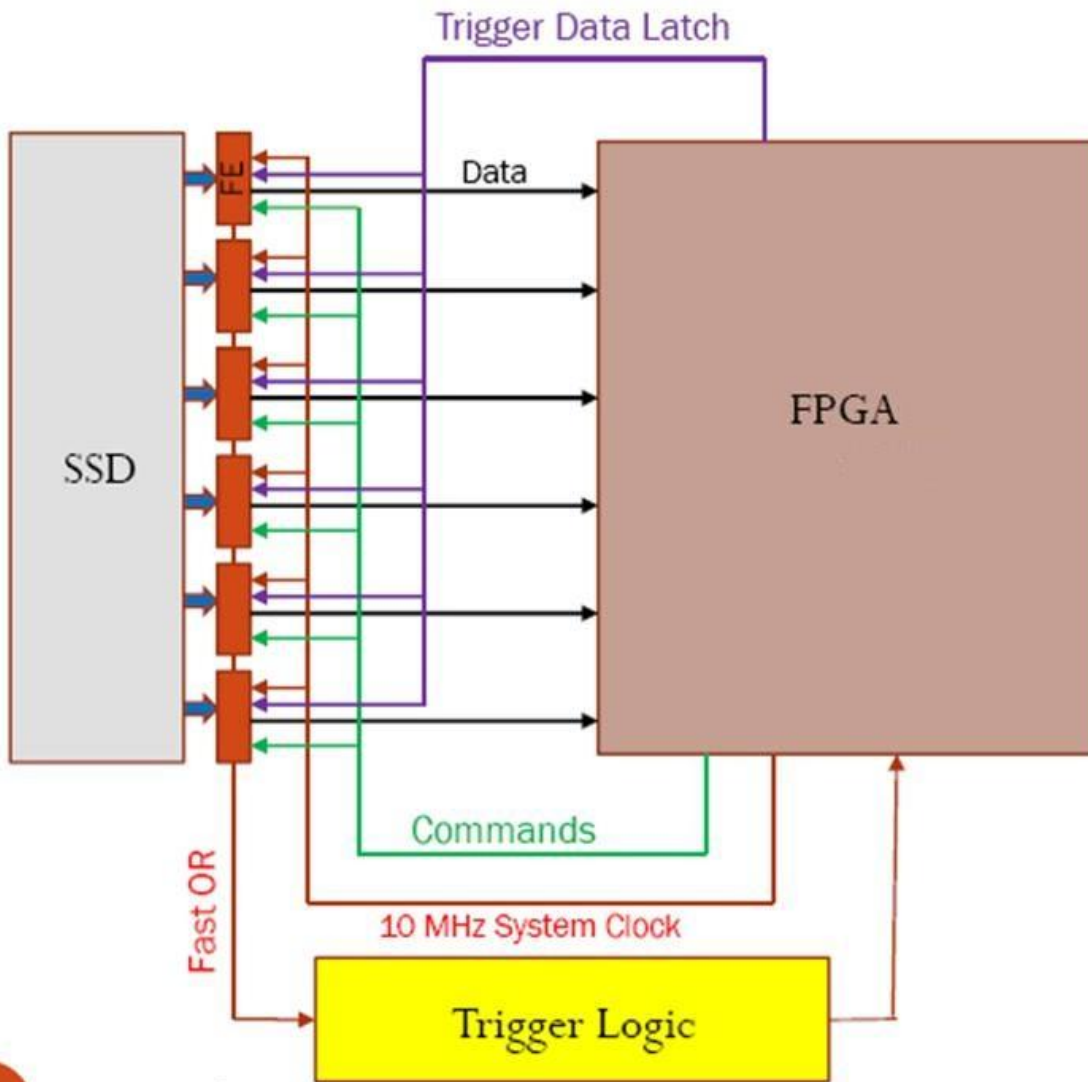 Trigger Data Latch
FE
Data
SSD
FPGA
Commands
Fast OR
10 MHz System Clock
Trigger Logic